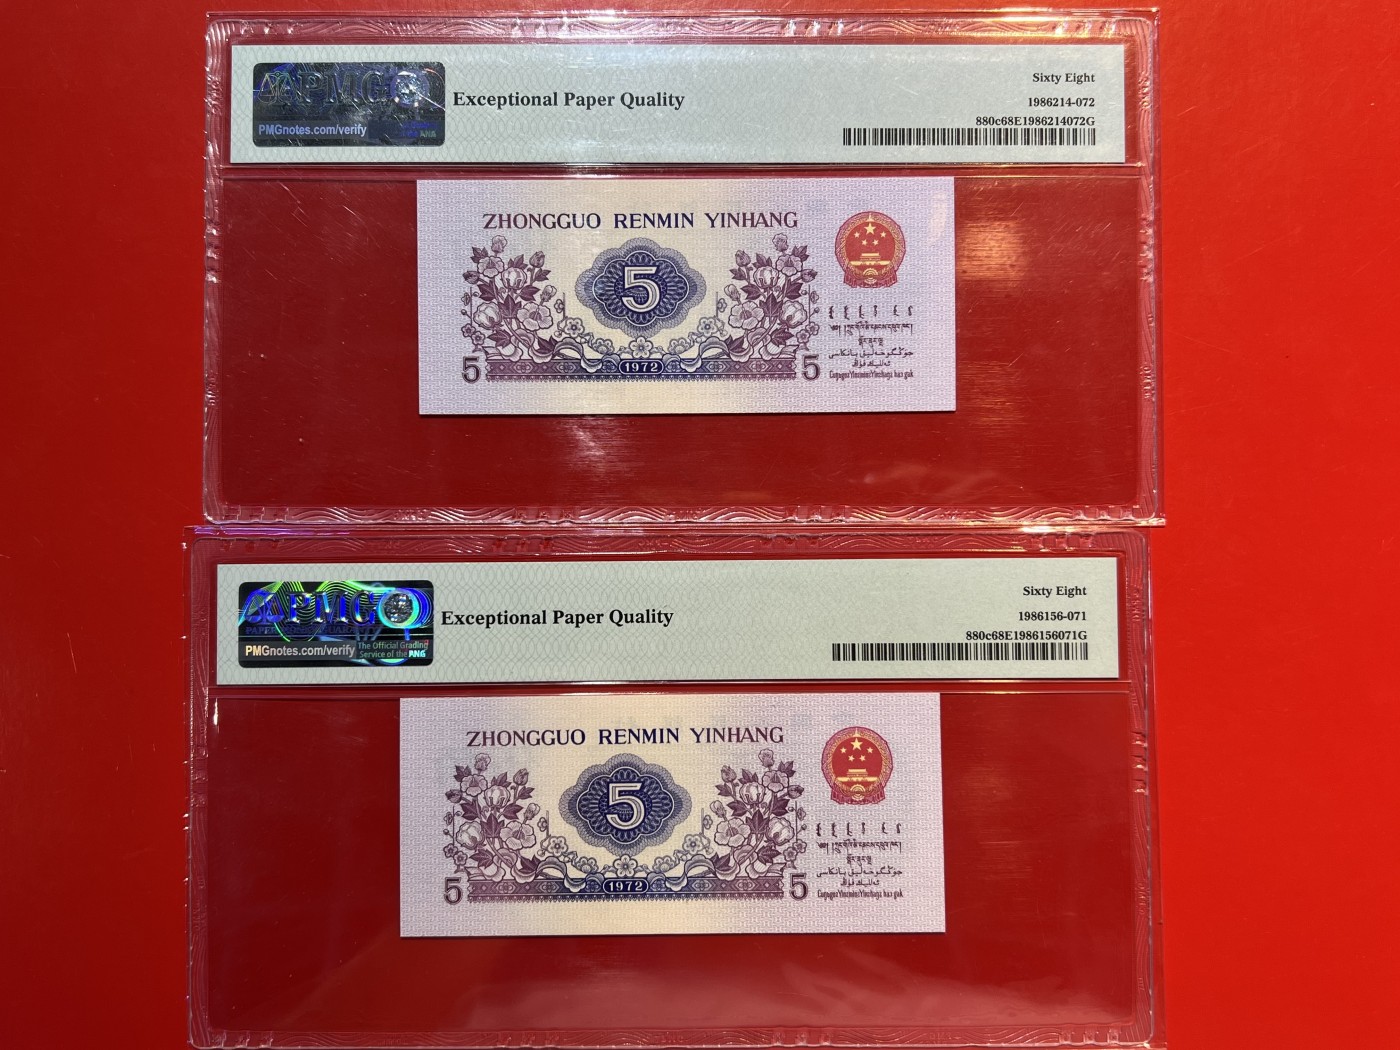 PMG
PMGnotes.com/verify
Exceptional Paper Quality
Sixty Eight
1986214-072
880c68E1986214072G
ZHONGGUO RENMIN YINHANG
5
5
1972
5
PMG
PMGnotes.com/verify
The Official Grading
Service of the ANG
Exceptional Paper Quality
Sixty Eight
1986156-071
880c68E1986156071G
ZHONGGUO RENMIN YINHANG
5
5
1972
5